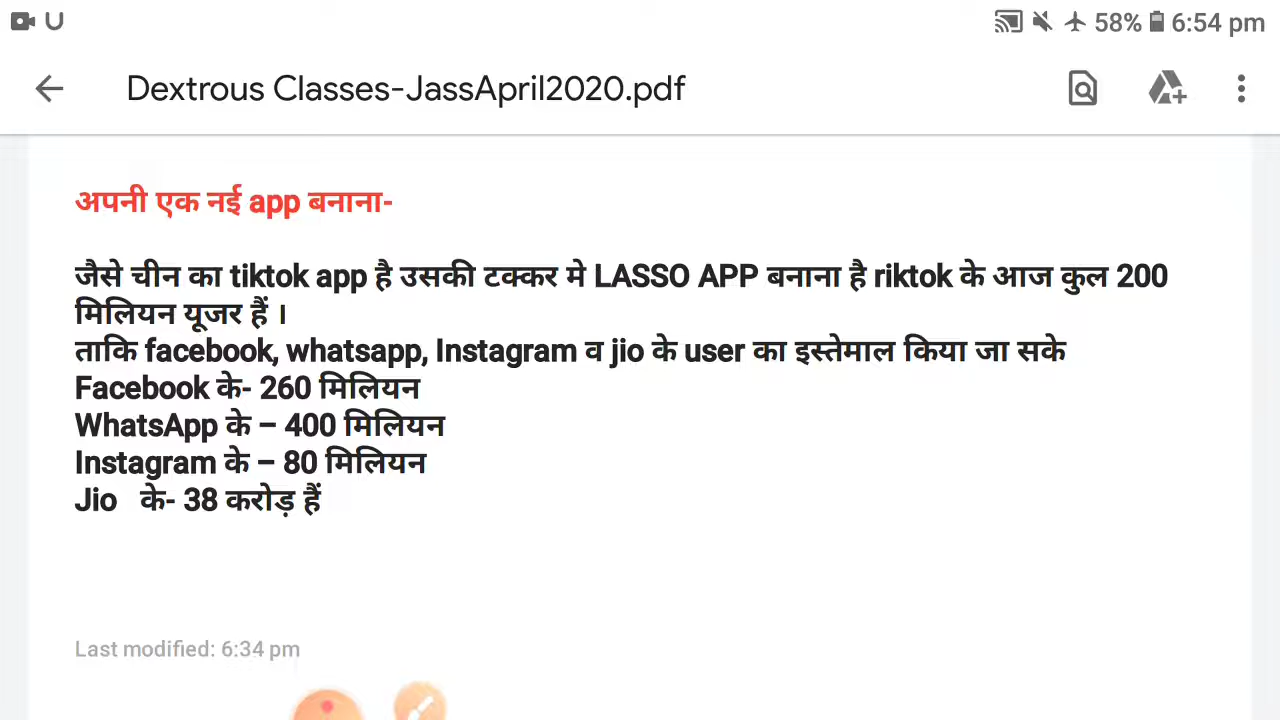 58% 6:54 pm
Dextrous Classes-JassApril2020.pdf
अपनी एक नई app बनाना-
जैसे चीन का tiktok app है उसकी टक्कर मे LASSO APP बनाना है riktok के आज कुल 200
मिलियन यूजर हैं ।
ताकि facebook, whatsapp, Instagram व jio के user का इस्तेमाल किया जा सके
Facebook के- 260 मिलियन
WhatsApp के – 400 मिलियन
Instagram के – 80 मिलियन
Jio के- 38 करोड़ हैं
Last modified: 6:34 pm